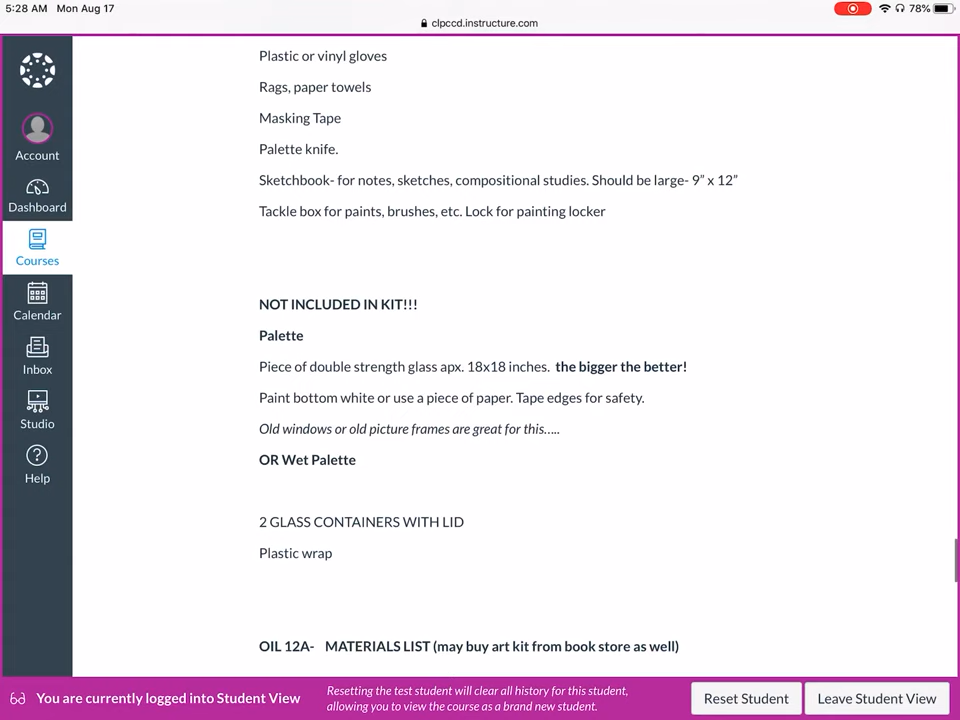 5:28 AM Mon Aug 17
78%
clpccd.instructure.com
Plastic or vinyl gloves
Rags, paper towels
Masking Tape
Palette knife.
Sketchbook- for notes, sketches, compositional studies. Should be large- 9” x 12”
Tackle box for paints, brushes, etc. Lock for painting locker
NOT INCLUDED IN KIT!!!
Palette
Piece of double strength glass apx. 18x18 inches. the bigger the better!
Paint bottom white or use a piece of paper. Tape edges for safety.
Old windows or old picture frames are great for this.....
OR Wet Palette
2 GLASS CONTAINERS WITH LID
Plastic wrap
OIL 12A- MATERIALS LIST (may buy art kit from book store as well)
Account
Dashboard
Courses
Calendar
Inbox
Studio
Help
You are currently logged into Student View
Resetting the test student will clear all history for this student,
allowing you to view the course as a brand new student.
Reset Student
Leave Student View